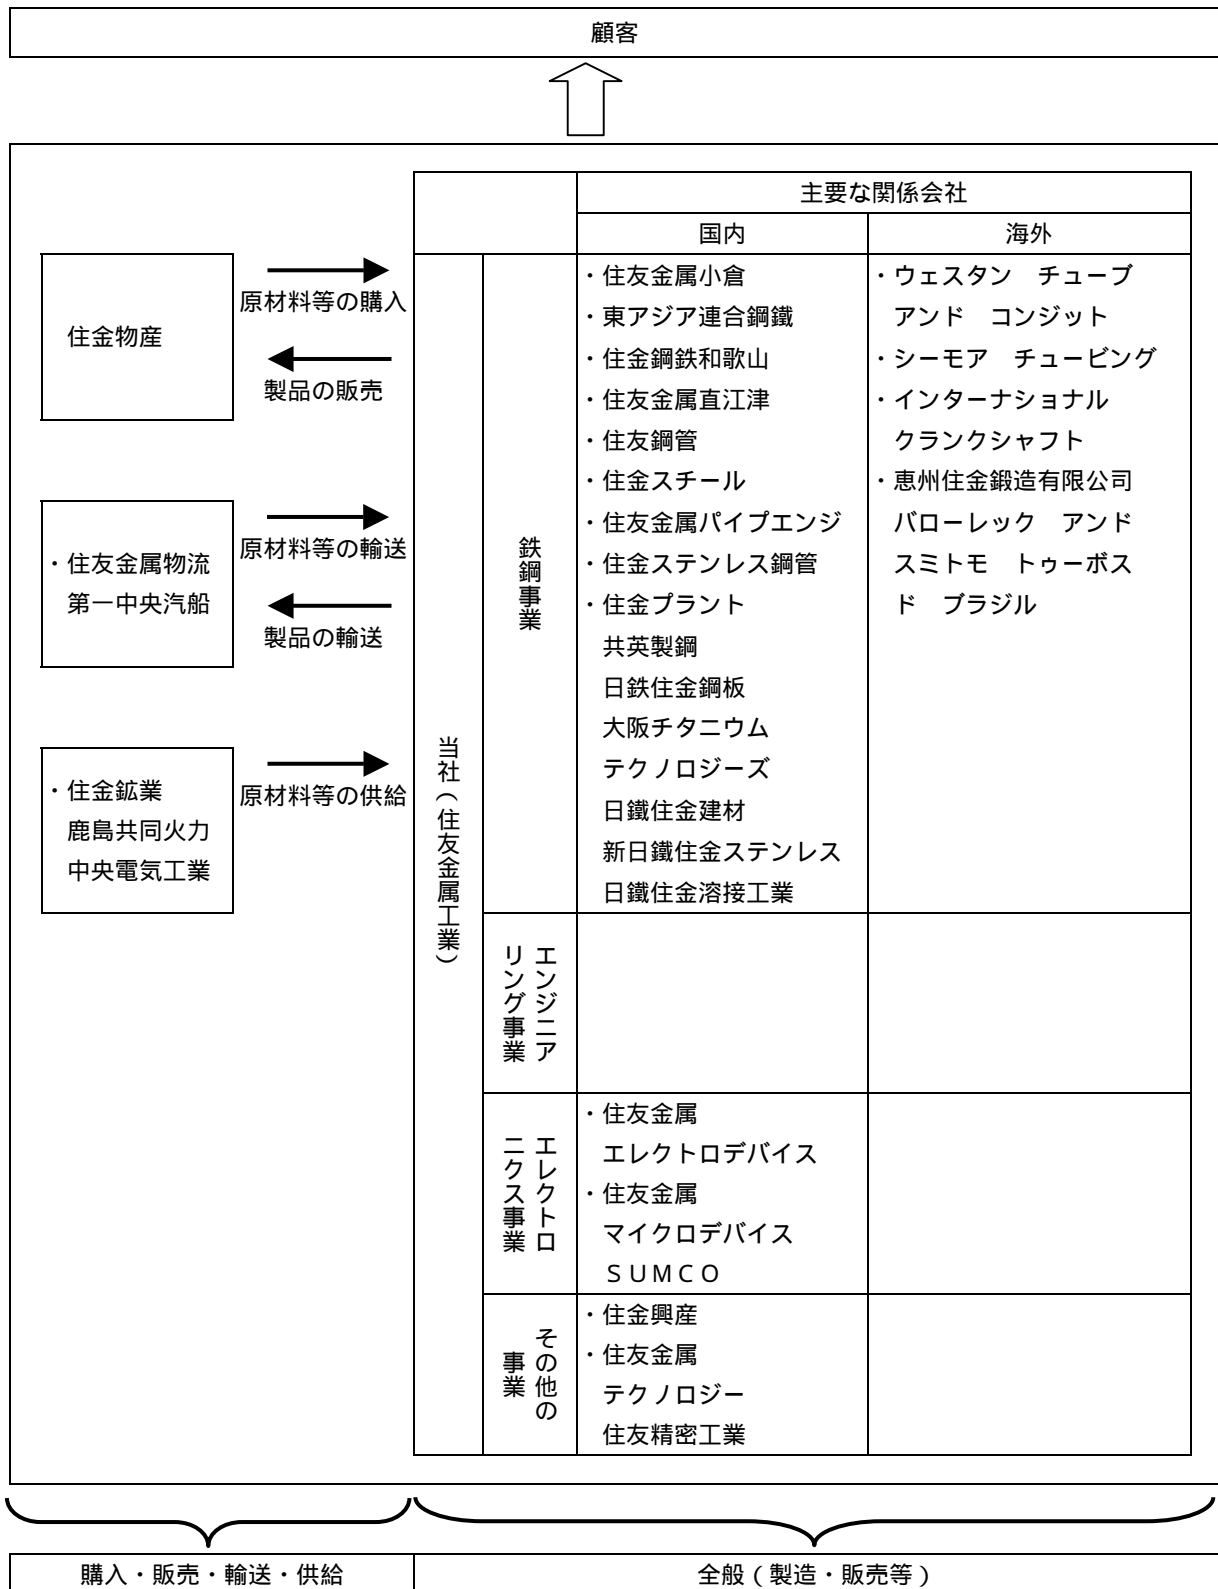 顧客
主要な関係会社
国内
海外
住金物産
原材料等の購入
製品の販売
・住友金属物流
第一中央汽船
原材料等の輸送
製品の輸送
・住金鉱業
鹿島共同火力
中央電気工業
原材料等の供給
当社(住友金属工業)
鉄鋼事業
・住友金属小倉
・東アジア連合鋼鐵
・住金鋼鉄和歌山
・住友金属直江津
・住友鋼管
・住金スチール
・住友金属パイプエンジ
・住金ステンレス鋼管
・住金プラント
共英製鋼
日鉄住金鋼板
大阪チタニウム
テクノロジーズ
日鐵住金建材
新日鐵住金ステンレス
日鐵住金溶接工業
・ウェスタン チューブ
アンド コンジット
・シーモア チュービング
・インターナショナル
クランクシャフト
・恵州住金鍛造有限公司
バローレック アンド
スミトモ トゥーボス
ド ブラジル
エンジニア
リング事業
エレクトロ
ニクス事業
・住友金属
エレクトロデバイス
・住友金属
マイクロデバイス
SUMCO
その他の
事業
・住金興産
・住友金属
テクノロジー
住友精密工業
購入・販売・輸送・供給
全般(製造・販売等)